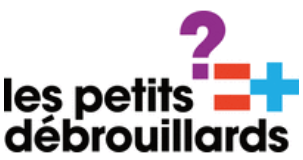 ?
les petits =+
débrouillards